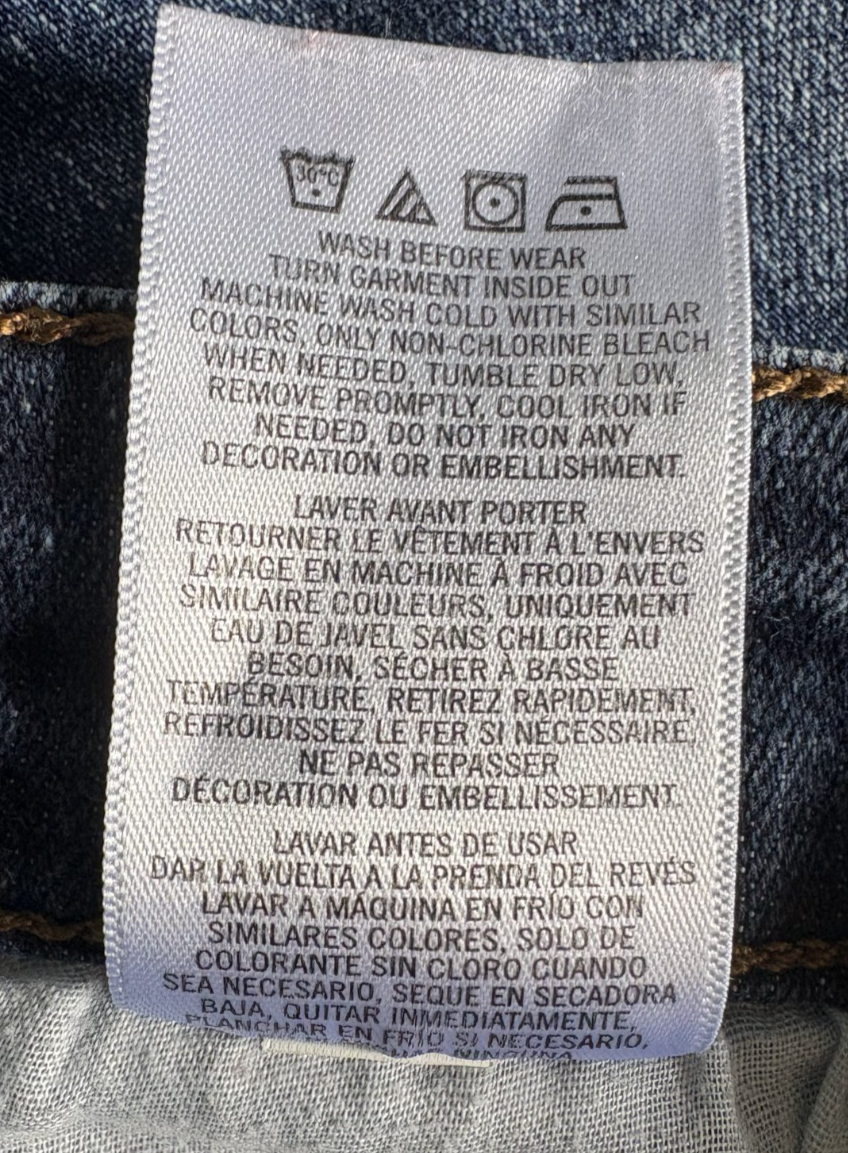 30°C
WASH BEFORE WEAR
TURN GARMENT INSIDE OUT
MACHINE WASH COLD WITH SIMILAR
COLORS, ONLY NON-CHLORINE BLEACH
WHEN NEEDED, TUMBLE DRY LOW,
REMOVE PROMPTLY, COOL IRON IF
NEEDED, DO NOT IRON ANY
DECORATION OR EMBELLISHMENT.
LAVER AVANT PORTER
RETOURNER LE VÊTEMENT À L'ENVERS
LAVAGE EN MACHINE À FROID AVEC
SIMILAIRE COULEURS, UNIQUEMENT
EAU DE JAVEL SANS CHLORE AU
BESOIN, SÉCHER À BASSE
TEMPÉRATURE, RETIREZ RAPIDEMENT,
REFROIDISSEZ LE FER SI NÉCESSAIRE,
NE PAS REPASSER
DÉCORATION OU EMBELLISSEMENT.
LAVAR ANTES DE USAR
DAR LA VUELTA A LA PRENDA DEL REVÉS
LAVAR A MÁQUINA EN FRÍO CON
SIMILARES COLORES, SOLO DE
COLORANTE SIN CLORO CUANDO
SEA NECESARIO, SEQUE EN SECADORA
BAJA, QUITAR INMEDIATAMENTE,
PLANCHAR EN FRÍO SI NECESARIO,
NINGUNA